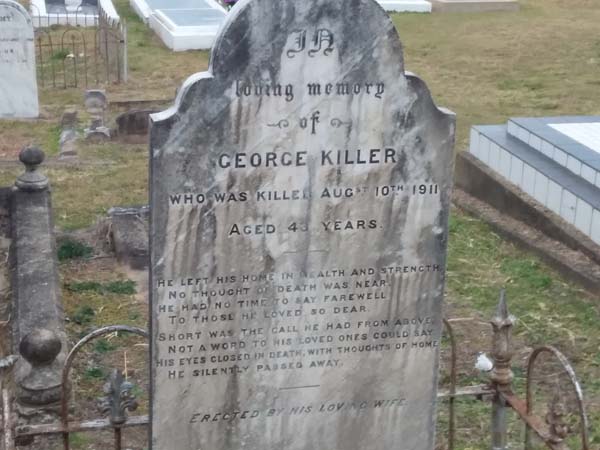 IN
loving memory
of
GEORGE KILLER
WHO WAS KILLED AUGST 10TH 1911
AGED 43 YEARS.
HE LEFT HIS HOME IN HEALTH AND STRENGTH,
NO THOUGHT OF DEATH WAS NEAR.
HE HAD NO TIME TO SAY FAREWELL
TO THOSE HE LOVED SO DEAR.
SHORT WAS THE CALL HE HAD FROM ABOVE,
NOT A WORD TO HIS LOVED ONES COULD SAY,
HIS EYES CLOSED IN DEATH, WITH THOUGHTS OF HOME
HE SILENTLY PASSED AWAY.
ERECTED BY HIS LOVING WIFE.